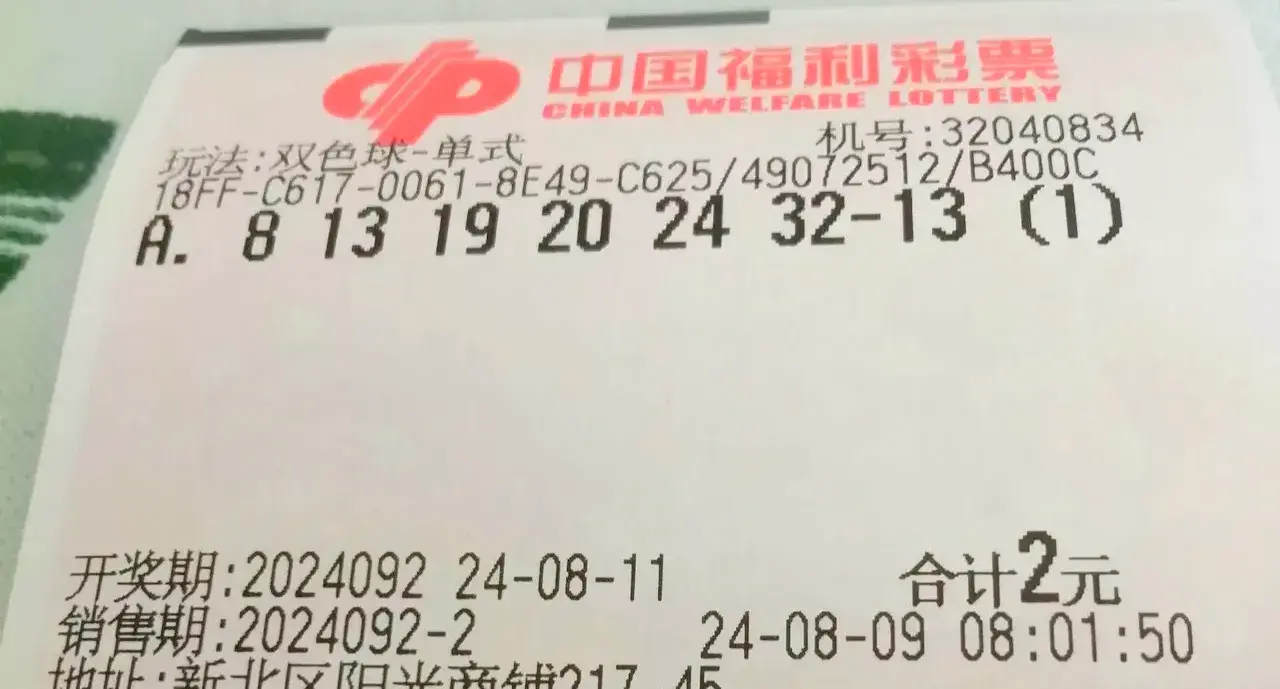 中国福利彩票
CHINA WELFARE LOTTERY
玩法:双色球-单式 机号:32040834
18FF-C617-0061-8E49-C625/49072512/B400C
A. 8 13 19 20 24 32-13 (1)
开奖期:2024092 24-08-11 合计2元
销售期:2024092-2 24-08-09 08:01:50
地址:新北区阳光商铺217-45